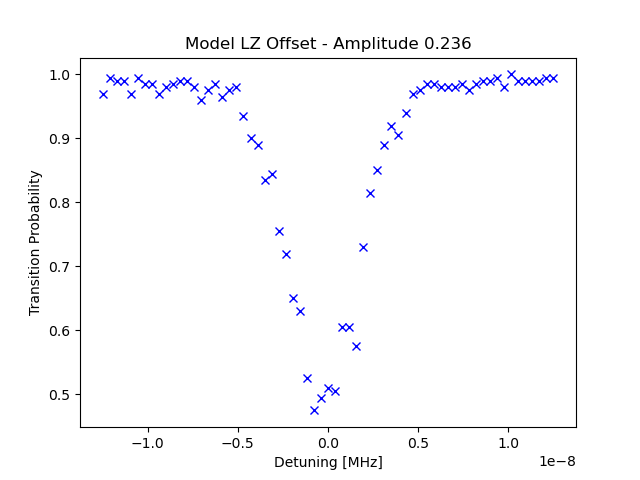 Model LZ Offset - Amplitude 0.236
Transition Probability
1.0
0.9
0.8
0.7
0.6
0.5
−1.0 −0.5 0.0 0.5 1.0
1e−8
Detuning [MHz]